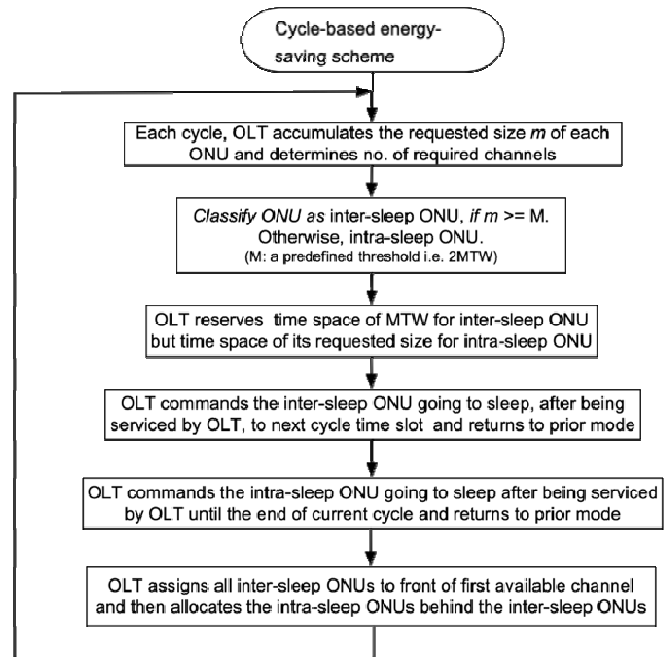 Cycle-based energy-
saving scheme
Each cycle, OLT accumulates the requested size m of each
ONU and determines no. of required channels
Classify ONU as inter-sleep ONU, if m >= M.
Otherwise, intra-sleep ONU.
(M: a predefined threshold i.e. 2MTW)
OLT reserves time space of MTW for inter-sleep ONU
but time space of its requested size for intra-sleep ONU
OLT commands the inter-sleep ONU going to sleep, after being
serviced by OLT, to next cycle time slot and returns to prior mode
OLT commands the intra-sleep ONU going to sleep after being serviced
by OLT until the end of current cycle and returns to prior mode
OLT assigns all inter-sleep ONUs to front of first available channel
and then allocates the intra-sleep ONUs behind the inter-sleep ONUs